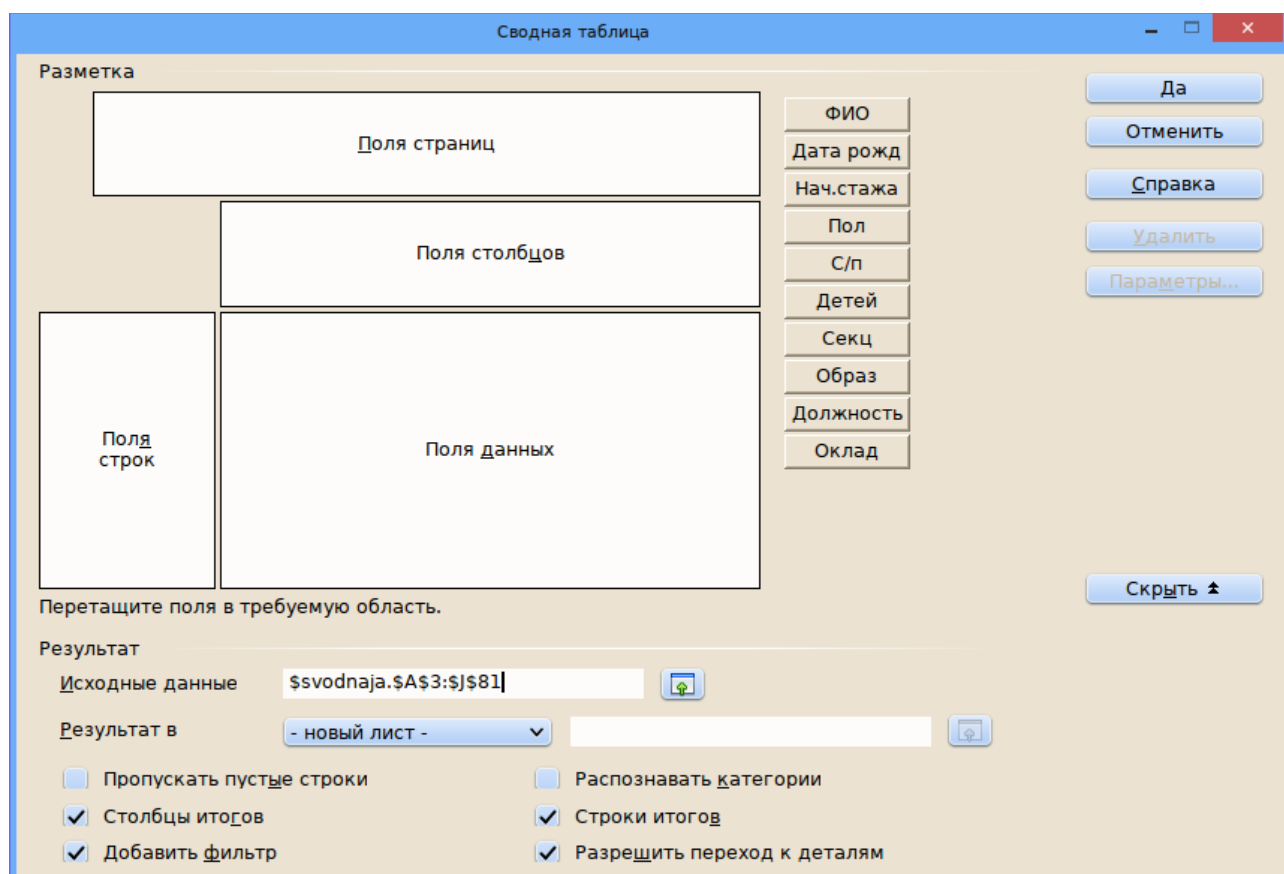 Сводная таблица
Разметка
Поля страниц
Поля столбцов
Поля
строк
Поля данных
ФИО
Дата рожд
Нач.стажа
Пол
С/п
Детей
Секц
Образ
Должность
Оклад
Да
Отменить
Справка
Удалить
Параметры...
Скрыть
Перетащите поля в требуемую область.
Результат
Исходные данные
$svodnaja.$A$3:$J$81
Результат в
- новый лист -
Пропускать пустые строки
Распознавать категории
Столбцы итогов
Строки итогов
Добавить фильтр
Разрешить переход к деталям